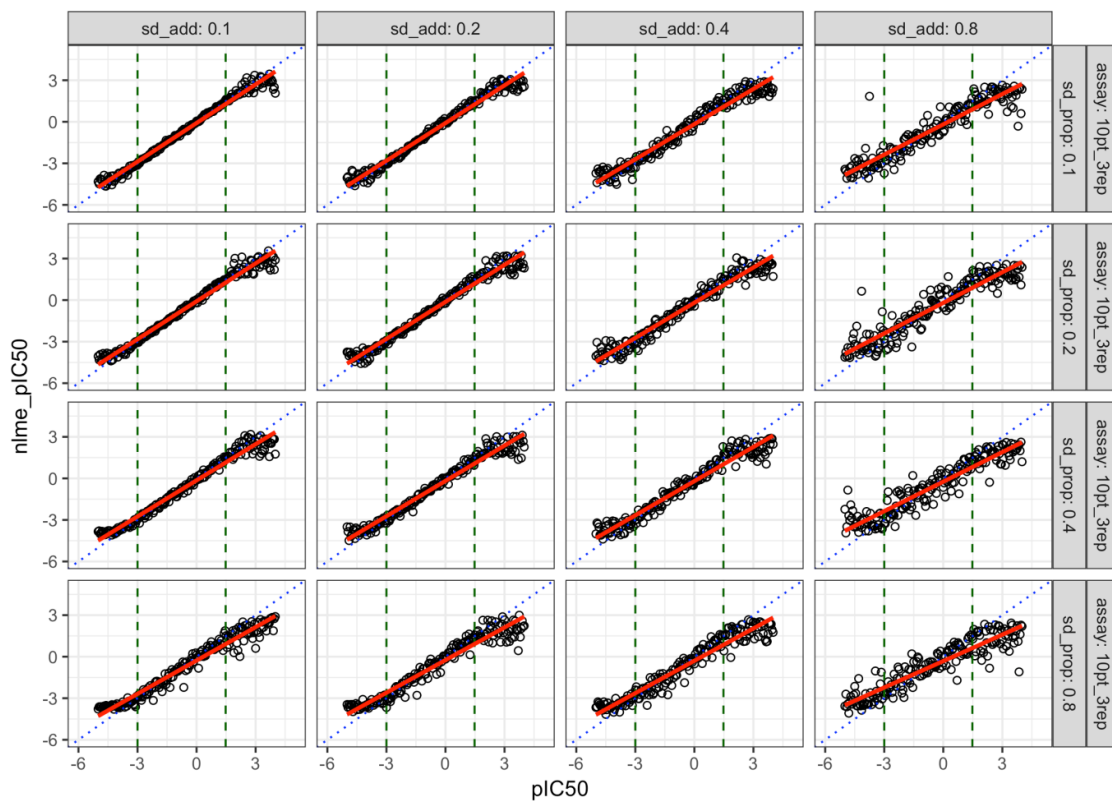 sd_add: 0.1
sd_add: 0.2
sd_add: 0.4
sd_add: 0.8
3
0
-3
-6
assay: 10pt_3rep
sd_prop: 0.1
3
0
-3
-6
assay: 10pt_3rep
sd_prop: 0.2
3
0
-3
-6
assay: 10pt_3rep
sd_prop: 0.4
3
0
-3
-6
assay: 10pt_3rep
sd_prop: 0.8
nlme_pIC50
-6 -3 0 3 -6 -3 0 3 -6 -3 0 3 -6 -3 0 3
pIC50